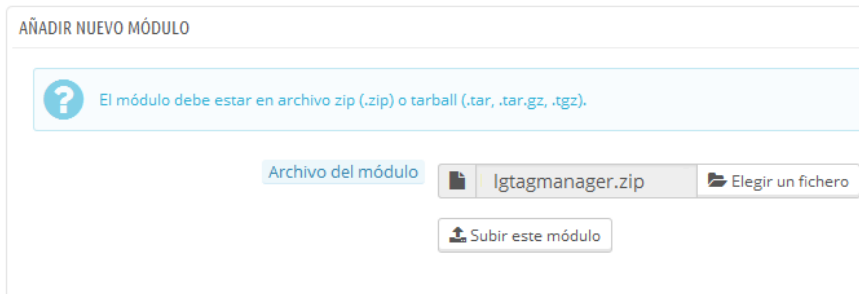 AÑADIR NUEVO MÓDULO
El módulo debe estar en archivo zip (.zip) o tarball (.tar, .tar.gz, .tgz).
Archivo del módulo lgtagmanager.zip Elegir un fichero
Subir este módulo